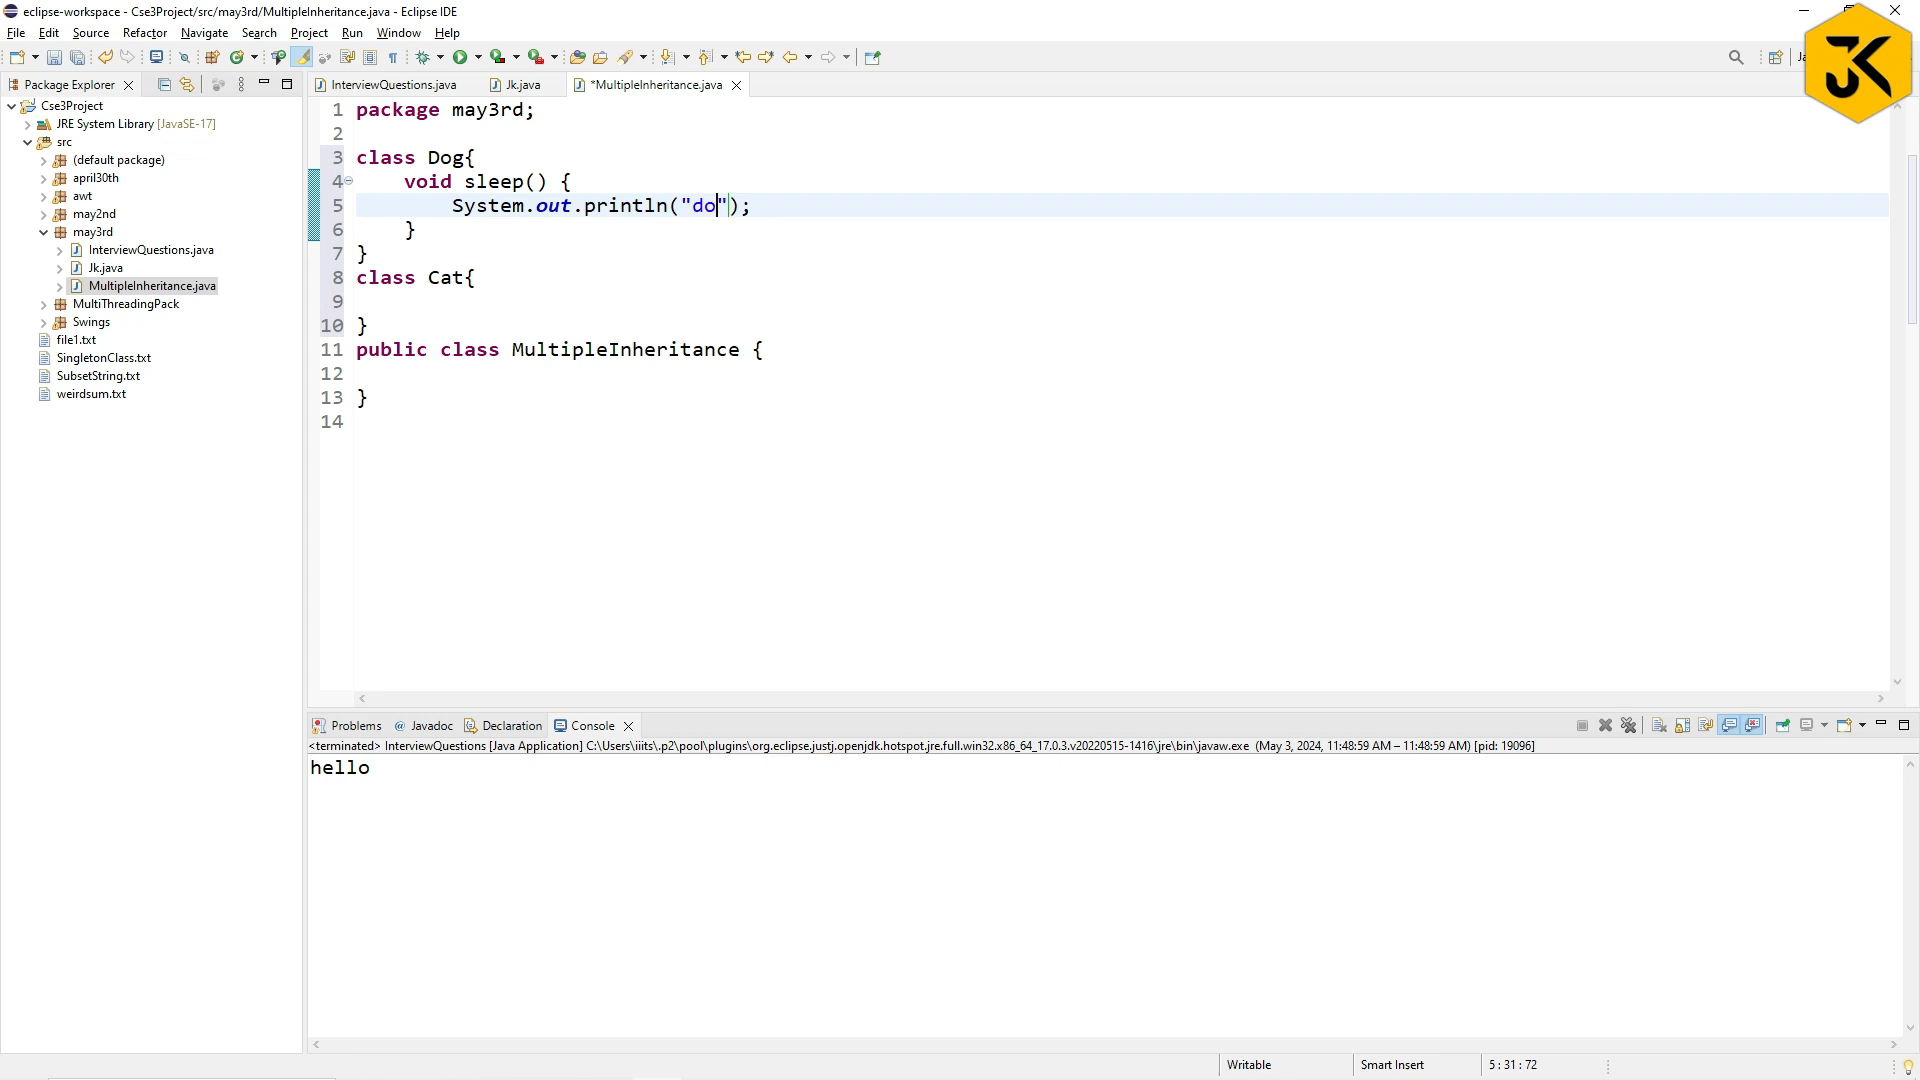 eclipse-workspace - Cse3Project/src/may3rd/MultipleInheritance.java - Eclipse IDE
File Edit Source Refactor Navigate Search Project Run Window Help
JK
Package Explorer
InterviewQuestions.java Jk.java *MultipleInheritance.java
Cse3Project
JRE System Library [JavaSE-17]
src
(default package)
april30th
awt
may2nd
may3rd
InterviewQuestions.java
Jk.java
MultipleInheritance.java
MultiThreadingPack
Swings
file1.txt
SingletonClass.txt
SubsetString.txt
weirdsum.txt
1 package may3rd;
2
3 class Dog{
4 void sleep() {
5 System.out.println("do");
6 }
7 }
8 class Cat{
9
10 }
11 public class MultipleInheritance {
12
13 }
14
Problems @ Javadoc Declaration Console
<terminated> InterviewQuestions [Java Application] C:\Users\iiits\.p2\pool\plugins\org.eclipse.justj.openjdk.hotspot.jre.full.win32.x86_64_17.0.3.v20220515-1416\jre\bin\javaw.exe (May 3, 2024, 11:48:59 AM – 11:48:59 AM) [pid: 19096]
hello
Writable Smart Insert 5 : 31 : 72